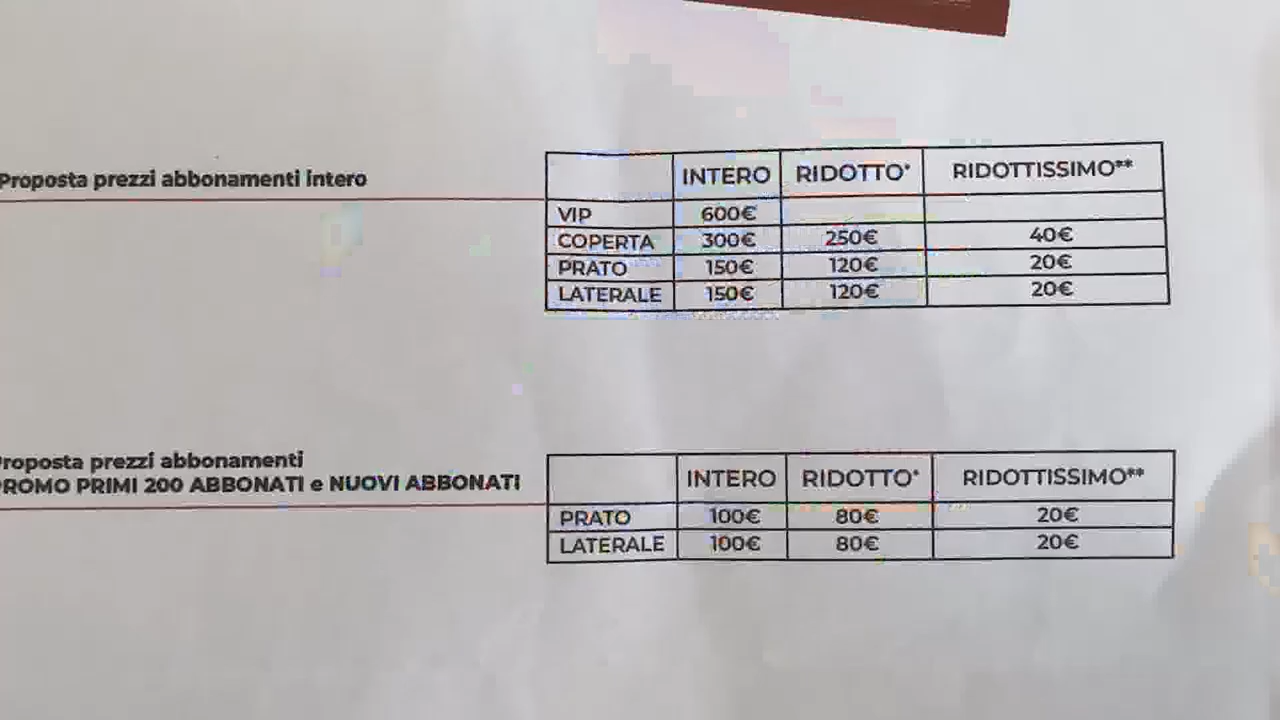 Proposta prezzi abbonamenti intero
INTERO RIDOTTO* RIDOTTISSIMO**
VIP 600€
COPERTA 300€ 250€ 40€
PRATO 150€ 120€ 20€
LATERALE 150€ 120€ 20€
roposta prezzi abbonamenti
ROMO PRIMI 200 ABBONATI e NUOVI ABBONATI
INTERO RIDOTTO* RIDOTTISSIMO**
PRATO 100€ 80€ 20€
LATERALE 100€ 80€ 20€